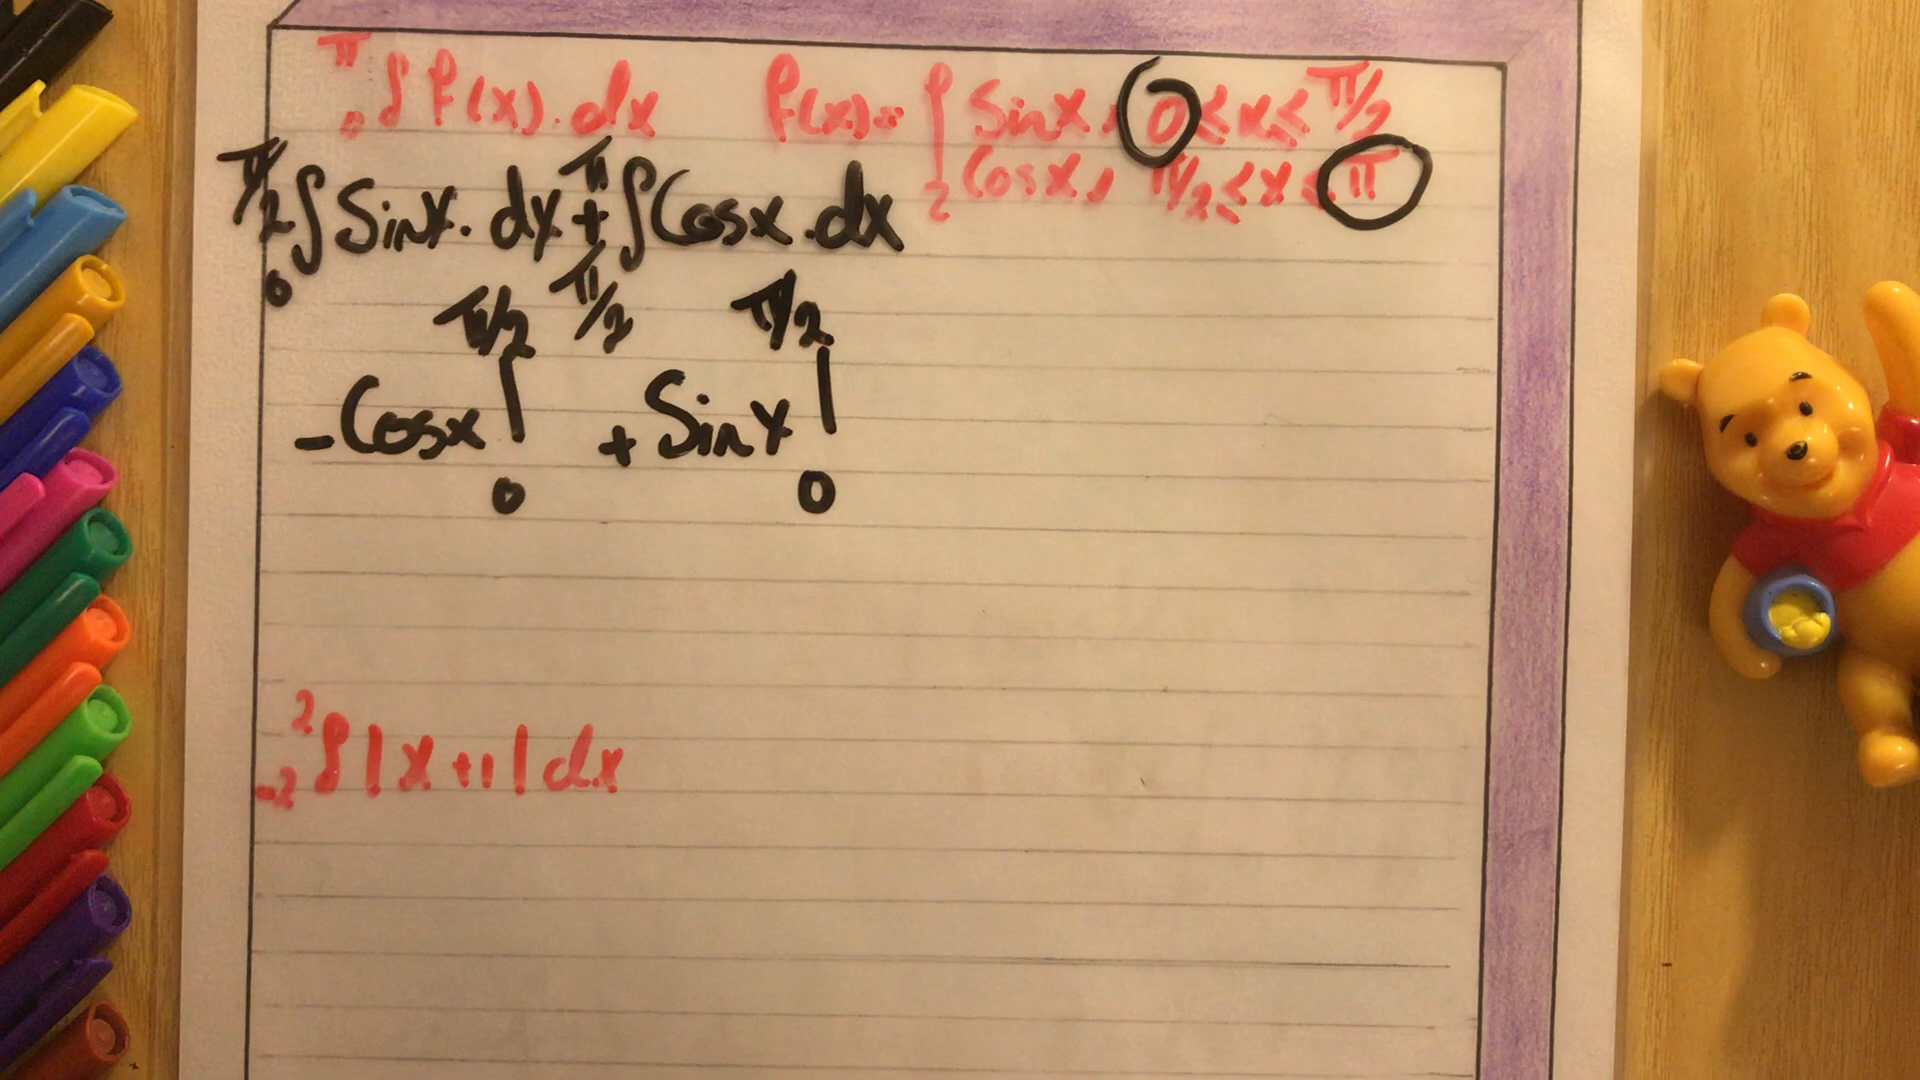 π
0 ∫ f(x).dx f(x)= { Sinx, 0≤x≤π/2
Cosx, π/2≤x≤π
π/2 ∫ Sinx.dx + π ∫ Cosx.dx
0 π/2
π/2 π/2
-Cosx | +Sinx |
0 0
2
-2 ∫ |x+1|dx